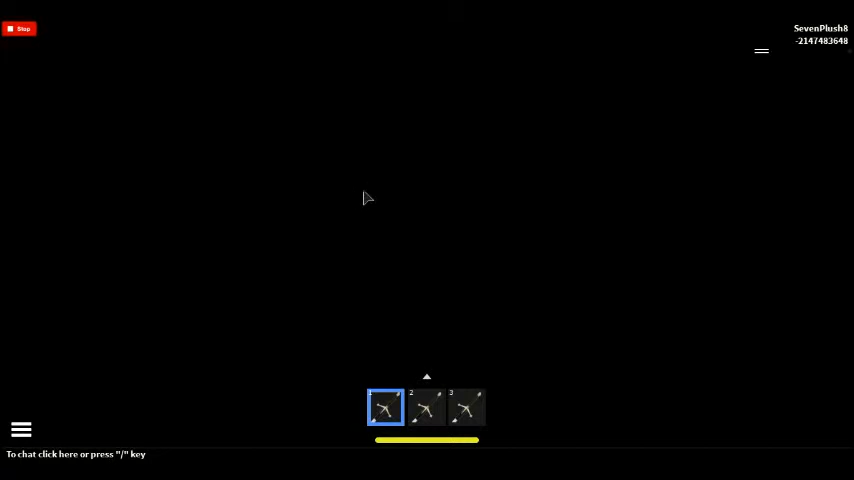 Stop
SevenPlush8
-2147483648
1 2 3
To chat click here or press "/" key